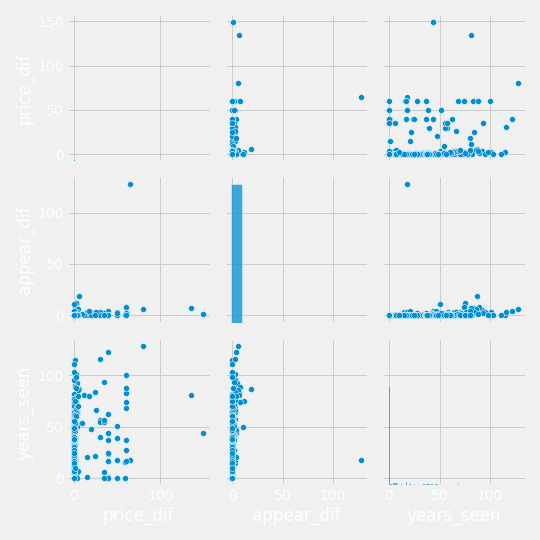 150
100
50
0
price_dif
100
0
appear_dif
100
50
0
years_seen
0 100
0 50 100
0 50 100
price_dif appear_dif years_seen